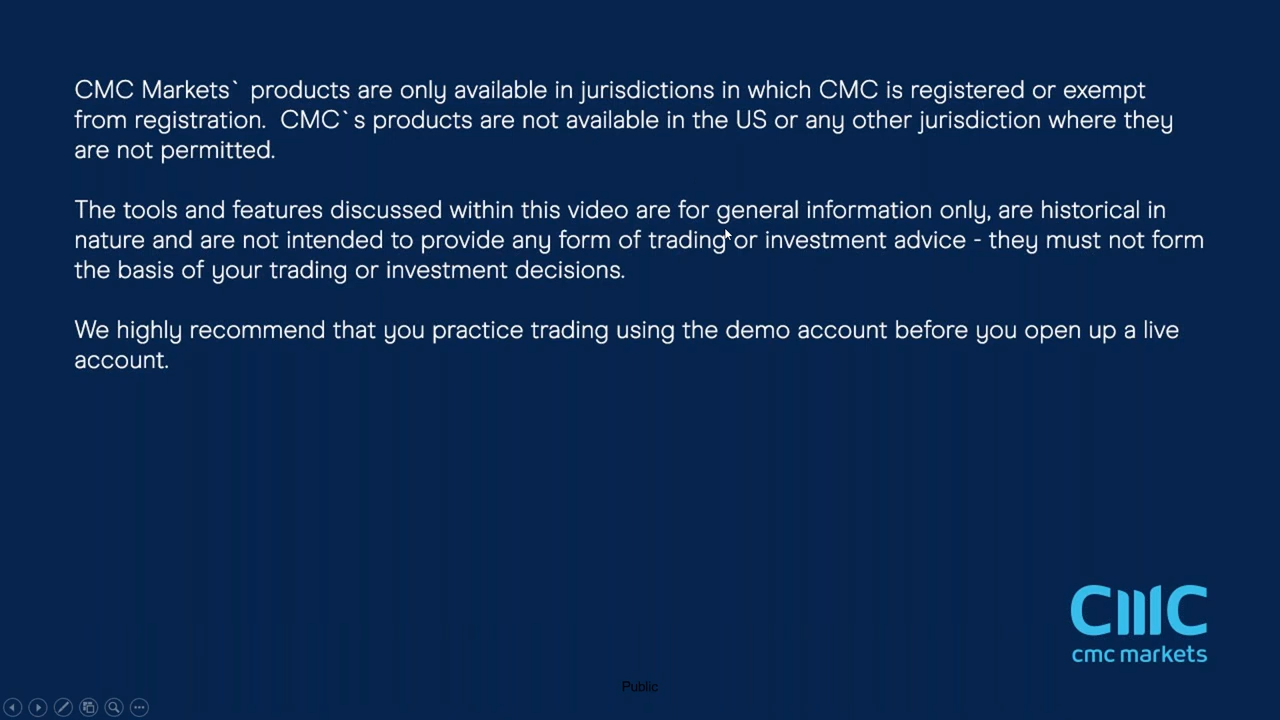 CMC Markets` products are only available in jurisdictions in which CMC is registered or exempt
from registration.  CMC`s products are not available in the US or any other jurisdiction where they
are not permitted.
The tools and features discussed within this video are for general information only, are historical in
nature and are not intended to provide any form of trading or investment advice - they must not form
the basis of your trading or investment decisions.
We highly recommend that you practice trading using the demo account before you open up a live
account.
CMC
cmc markets
Public